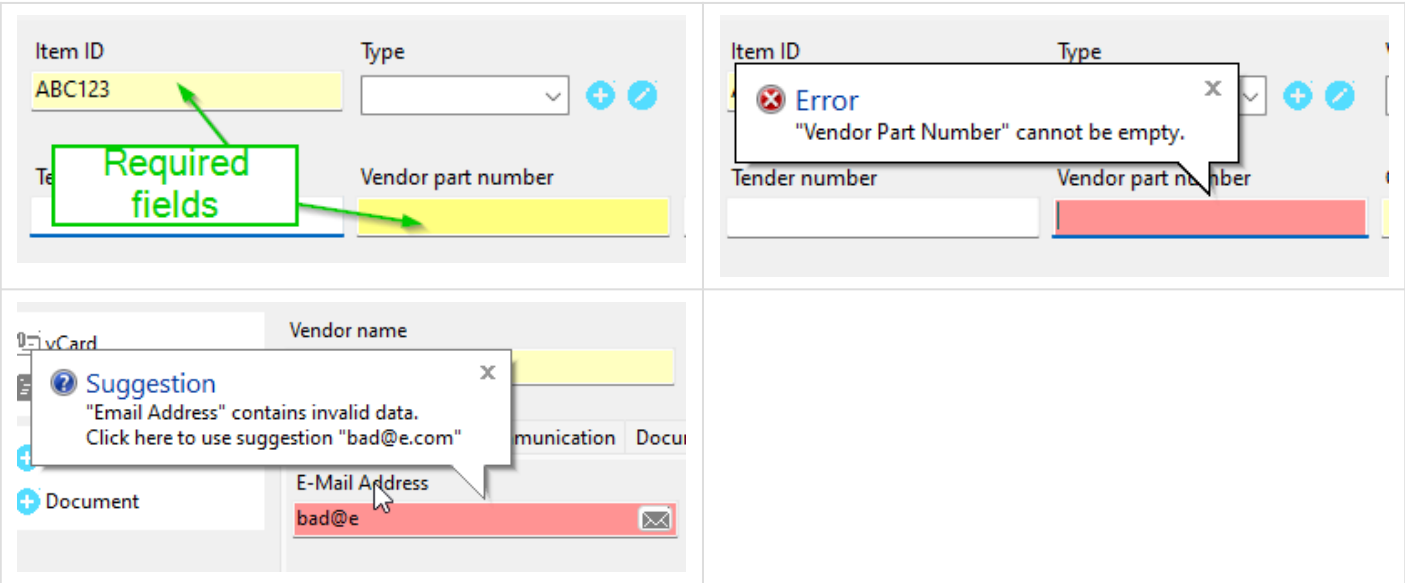 Item ID
Type
ABC123
Required
fields
Te
Vendor part number
Item ID
Type
Error
x
"Vendor Part Number" cannot be empty.
Tender number
Vendor part number
vCard
Vendor name
Suggestion
x
"Email Address" contains invalid data.
Click here to use suggestion "bad@e.com"
munication
Docu
Document
E-Mail Address
bad@e